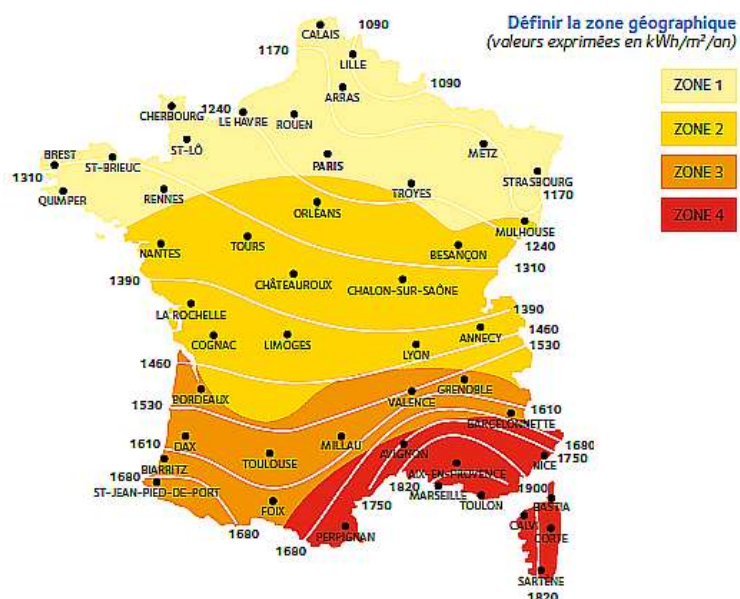 Définir la zone géographique
(valeurs exprimées en kWh/m²/an)
ZONE 1
ZONE 2
ZONE 3
ZONE 4
CALAIS
1090
1170
LILLE
1090
ARRAS
CHERBOURG
1240
LE HAVRE
ROUEN
ST-LÔ
METZ
BREST
ST-BRIEUC
PARIS
STRASBOURG
1310
QUIMPER
RENNES
TROYES
1170
ORLÉANS
MULHOUSE
1240
NANTES
TOURS
BESANÇON
1310
1390
CHÂTEAUROUX
CHALON-SUR-SAÔNE
LA ROCHELLE
1390
COGNAC
LIMOGES
ANNECY
1460
LYON
1530
1460
GRENOBLE
BORDEAUX
VALENCE
1530
1610
BARCELONNETTE
DAX
MILLAU
AVIGNON
1680
1610
1750
BIARRITZ
TOULOUSE
NICE
AIX-EN-PROVENCE
1680
ST-JEAN-PIED-DE-PORT
1820
MARSEILLE
1900
TOULON
BASTIA
FOIX
1750
CALVI
1680
PERPIGNAN
CORTE
1680
SARTÈNE
1820